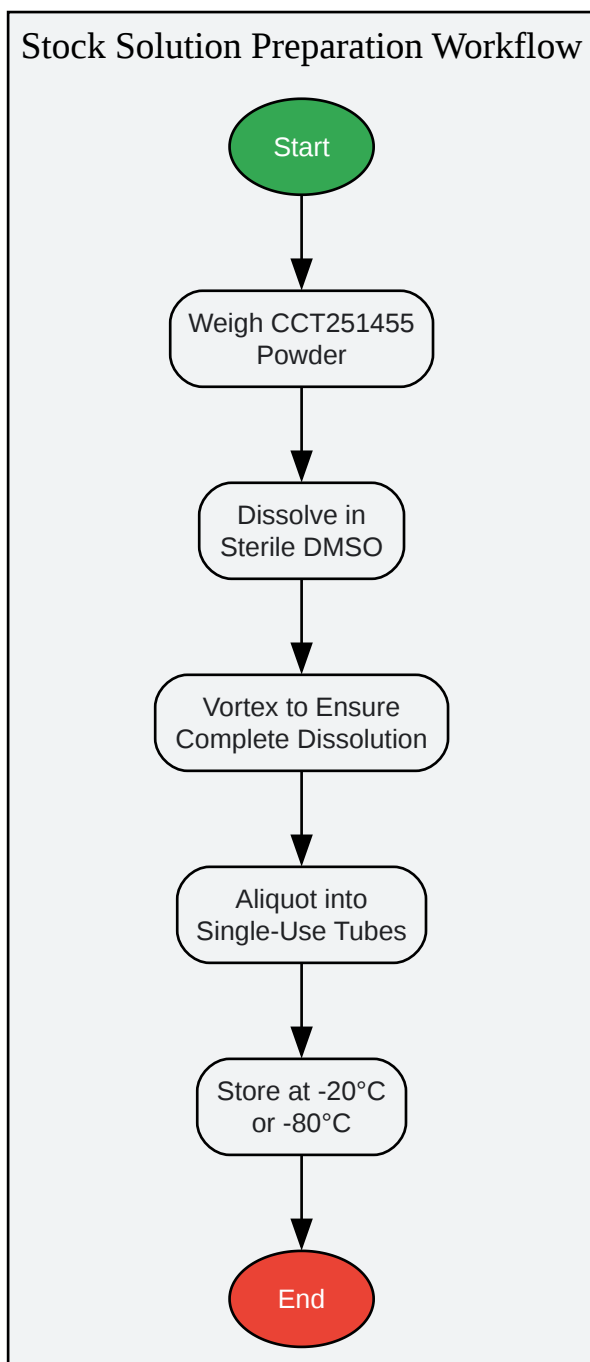 Stock Solution Preparation Workflow
Start
Weigh CCT251455
Powder
Dissolve in
Sterile DMSO
Vortex to Ensure
Complete Dissolution
Aliquot into
Single-Use Tubes
Store at -20°C
or -80°C
End